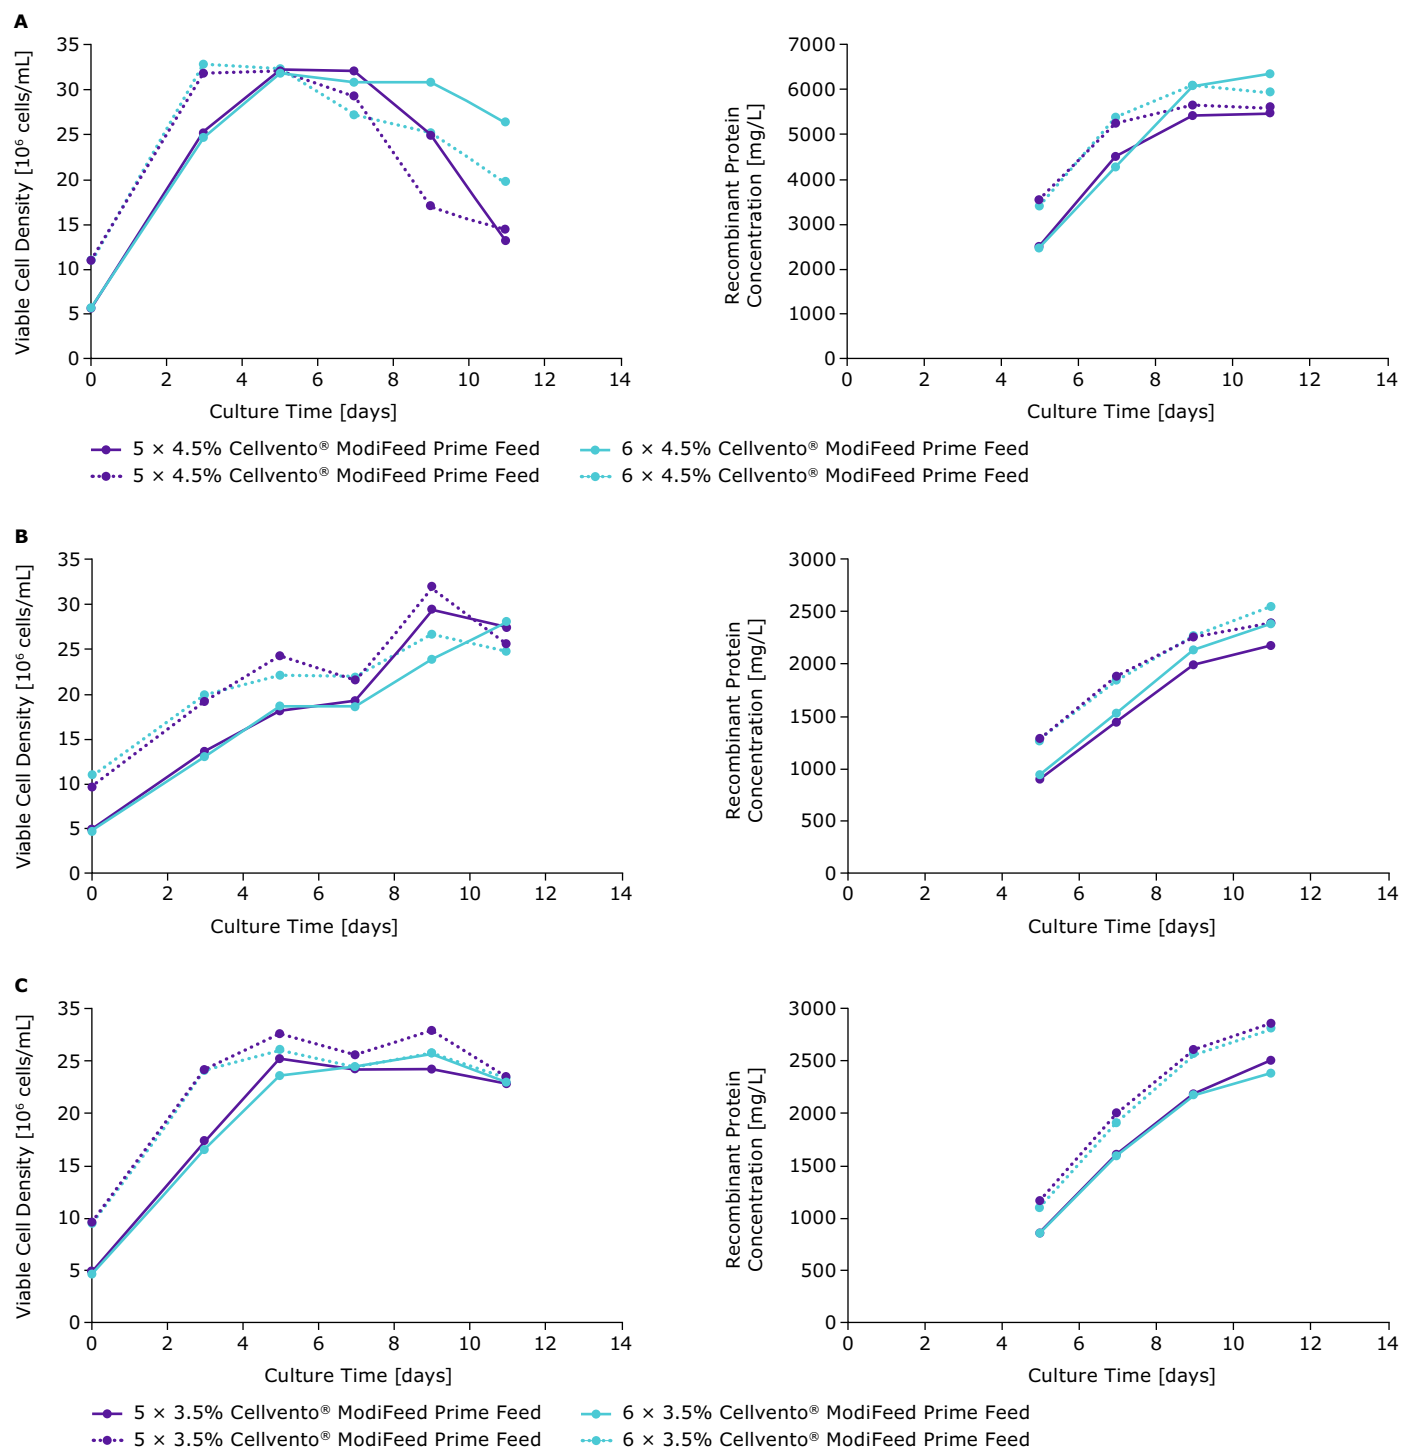 A
Viable Cell Density [10⁶ cells/mL]
35
30
25
20
15
10
5
0
0 2 4 6 8 10 12 14
Culture Time [days]
Recombinant Protein
Concentration [mg/L]
7000
6000
5000
4000
3000
2000
1000
0
0 2 4 6 8 10 12 14
Culture Time [days]
5 × 4.5% Cellvento® ModiFeed Prime Feed
6 × 4.5% Cellvento® ModiFeed Prime Feed
5 × 4.5% Cellvento® ModiFeed Prime Feed
6 × 4.5% Cellvento® ModiFeed Prime Feed
B
Viable Cell Density [10⁶ cells/mL]
35
30
25
20
15
10
5
0
0 2 4 6 8 10 12 14
Culture Time [days]
Recombinant Protein
Concentration [mg/L]
3000
2500
2000
1500
1000
500
0
0 2 4 6 8 10 12 14
Culture Time [days]
C
Viable Cell Density [10⁶ cells/mL]
35
25
23
15
10
5
0
0 2 4 6 8 10 12 14
Culture Time [days]
Recombinant Protein
Concentration [mg/L]
3000
2500
2000
1500
1000
500
0
0 2 4 6 8 10 12 14
Culture Time [days]
5 × 3.5% Cellvento® ModiFeed Prime Feed
6 × 3.5% Cellvento® ModiFeed Prime Feed
5 × 3.5% Cellvento® ModiFeed Prime Feed
6 × 3.5% Cellvento® ModiFeed Prime Feed